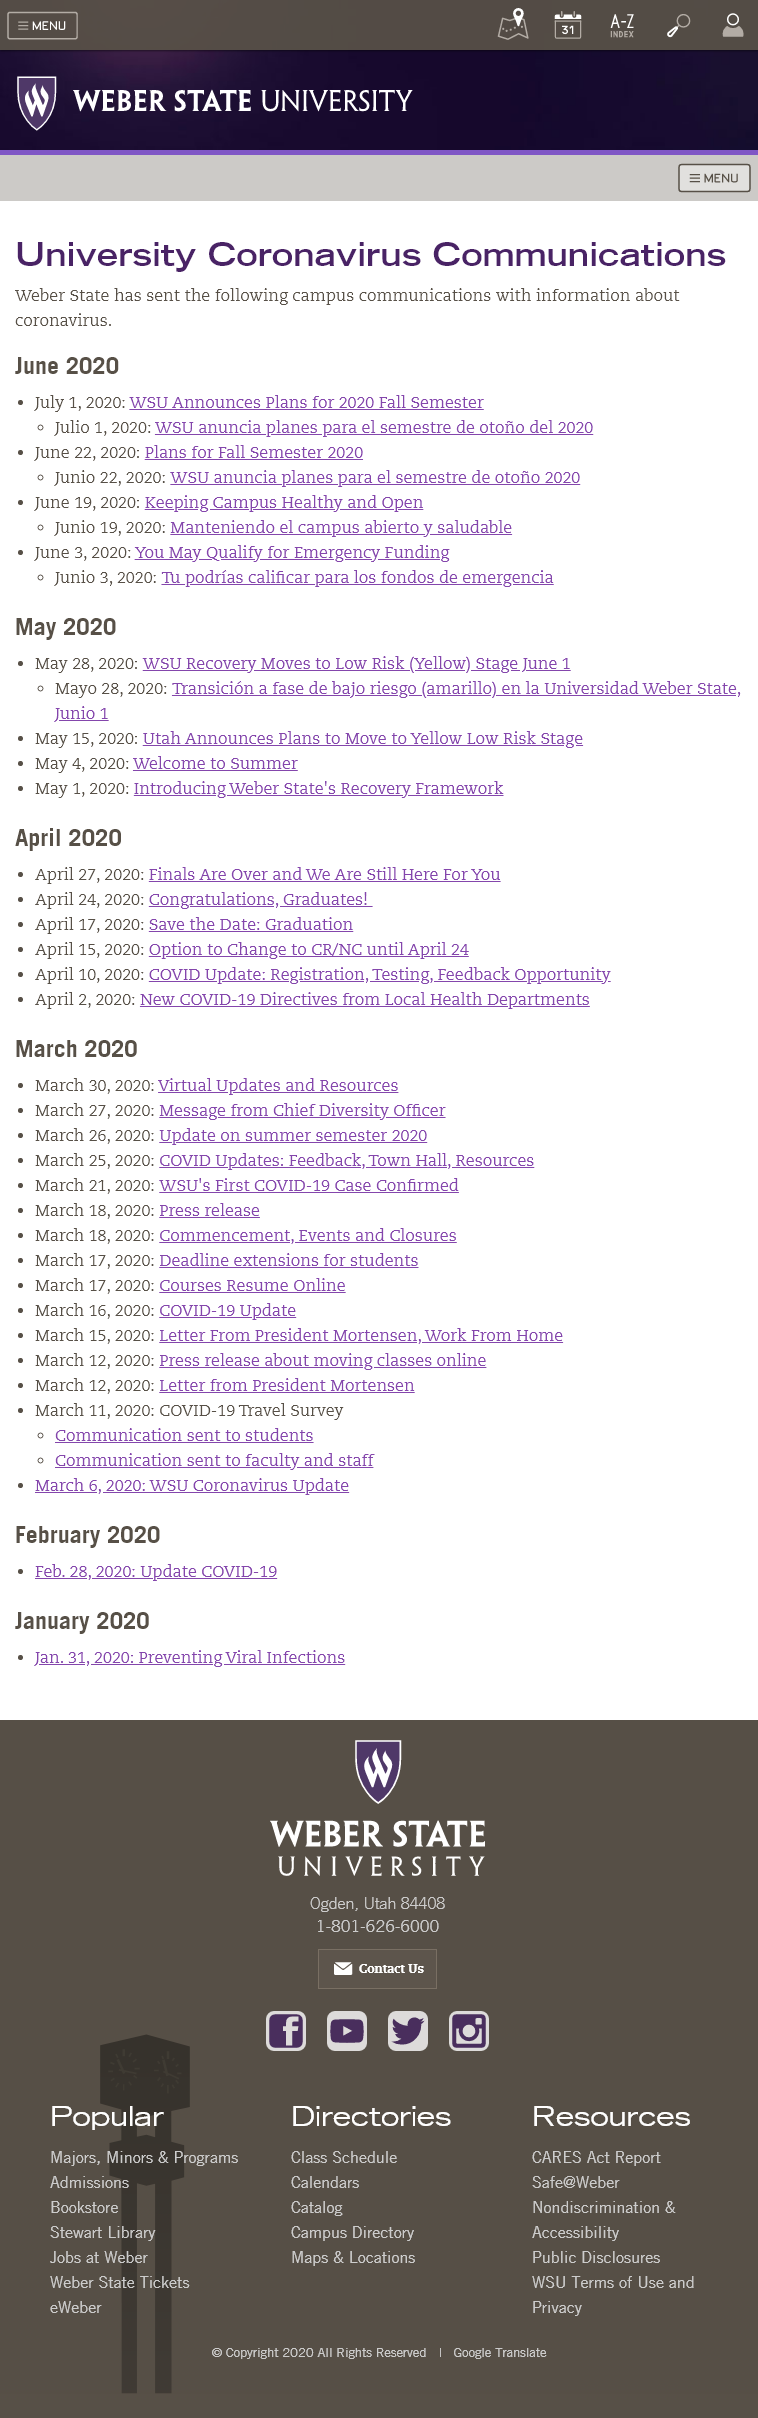 MENU
31
A-Z
INDEX
WEBER STATE UNIVERSITY
MENU
University Coronavirus Communications
Weber State has sent the following campus communications with information about
coronavirus.
June 2020
July 1, 2020: WSU Announces Plans for 2020 Fall Semester
Julio 1, 2020: WSU anuncia planes para el semestre de otoño del 2020
June 22, 2020: Plans for Fall Semester 2020
Junio 22, 2020: WSU anuncia planes para el semestre de otoño 2020
June 19, 2020: Keeping Campus Healthy and Open
Junio 19, 2020: Manteniendo el campus abierto y saludable
June 3, 2020: You May Qualify for Emergency Funding
Junio 3, 2020: Tu podrías calificar para los fondos de emergencia
May 2020
May 28, 2020: WSU Recovery Moves to Low Risk (Yellow) Stage June 1
Mayo 28, 2020: Transición a fase de bajo riesgo (amarillo) en la Universidad Weber State,
Junio 1
May 15, 2020: Utah Announces Plans to Move to Yellow Low Risk Stage
May 4, 2020: Welcome to Summer
May 1, 2020: Introducing Weber State's Recovery Framework
April 2020
April 27, 2020: Finals Are Over and We Are Still Here For You
April 24, 2020: Congratulations, Graduates!
April 17, 2020: Save the Date: Graduation
April 15, 2020: Option to Change to CR/NC until April 24
April 10, 2020: COVID Update: Registration, Testing, Feedback Opportunity
April 2, 2020: New COVID-19 Directives from Local Health Departments
March 2020
March 30, 2020: Virtual Updates and Resources
March 27, 2020: Message from Chief Diversity Officer
March 26, 2020: Update on summer semester 2020
March 25, 2020: COVID Updates: Feedback, Town Hall, Resources
March 21, 2020: WSU's First COVID-19 Case Confirmed
March 18, 2020: Press release
March 18, 2020: Commencement, Events and Closures
March 17, 2020: Deadline extensions for students
March 17, 2020: Courses Resume Online
March 16, 2020: COVID-19 Update
March 15, 2020: Letter From President Mortensen, Work From Home
March 12, 2020: Press release about moving classes online
March 12, 2020: Letter from President Mortensen
March 11, 2020: COVID-19 Travel Survey
Communication sent to students
Communication sent to faculty and staff
March 6, 2020: WSU Coronavirus Update
February 2020
Feb. 28, 2020: Update COVID-19
January 2020
Jan. 31, 2020: Preventing Viral Infections
WEBER STATE
UNIVERSITY
Ogden, Utah 84408
1-801-626-6000
Contact Us
Popular
Majors, Minors & Programs
Admissions
Bookstore
Stewart Library
Jobs at Weber
Weber State Tickets
eWeber
Directories
Class Schedule
Calendars
Catalog
Campus Directory
Maps & Locations
Resources
CARES Act Report
Safe@Weber
Nondiscrimination &
Accessibility
Public Disclosures
WSU Terms of Use and
Privacy
© Copyright 2020 All Rights Reserved | Google Translate